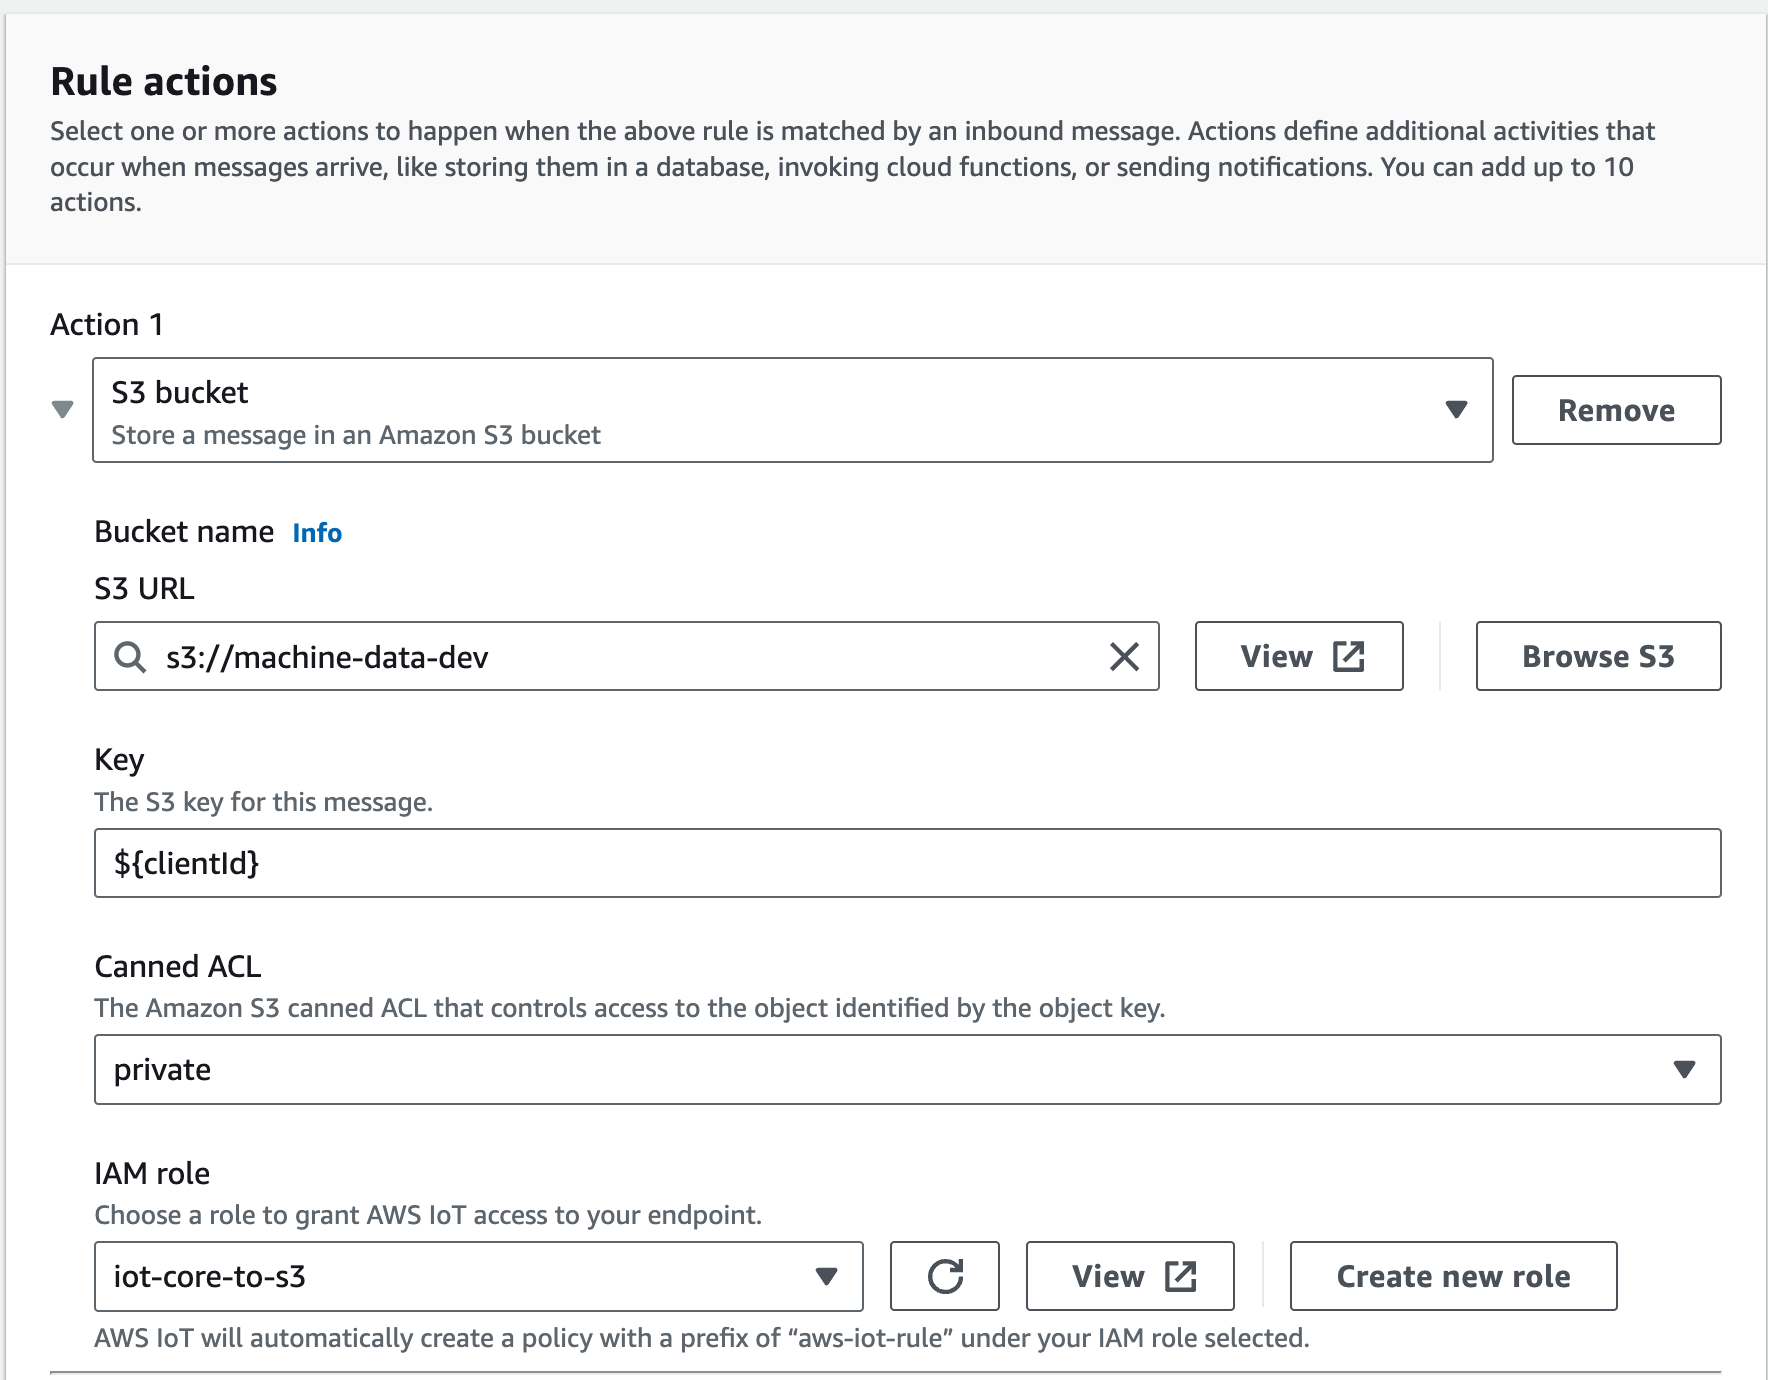 Rule actions
Select one or more actions to happen when the above rule is matched by an inbound message. Actions define additional activities that
occur when messages arrive, like storing them in a database, invoking cloud functions, or sending notifications. You can add up to 10
actions.
Action 1
S3 bucket
Store a message in an Amazon S3 bucket
Remove
Bucket name Info
S3 URL
s3://machine-data-dev
View
Browse S3
Key
The S3 key for this message.
${clientId}
Canned ACL
The Amazon S3 canned ACL that controls access to the object identified by the object key.
private
IAM role
Choose a role to grant AWS IoT access to your endpoint.
iot-core-to-s3
View
Create new role
AWS IoT will automatically create a policy with a prefix of “aws-iot-rule” under your IAM role selected.